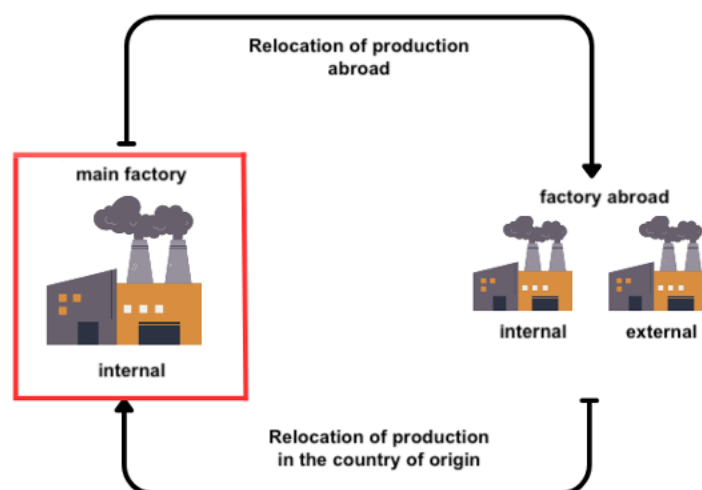 Relocation of production
abroad
main factory
internal
factory abroad
internal
external
Relocation of production
in the country of origin